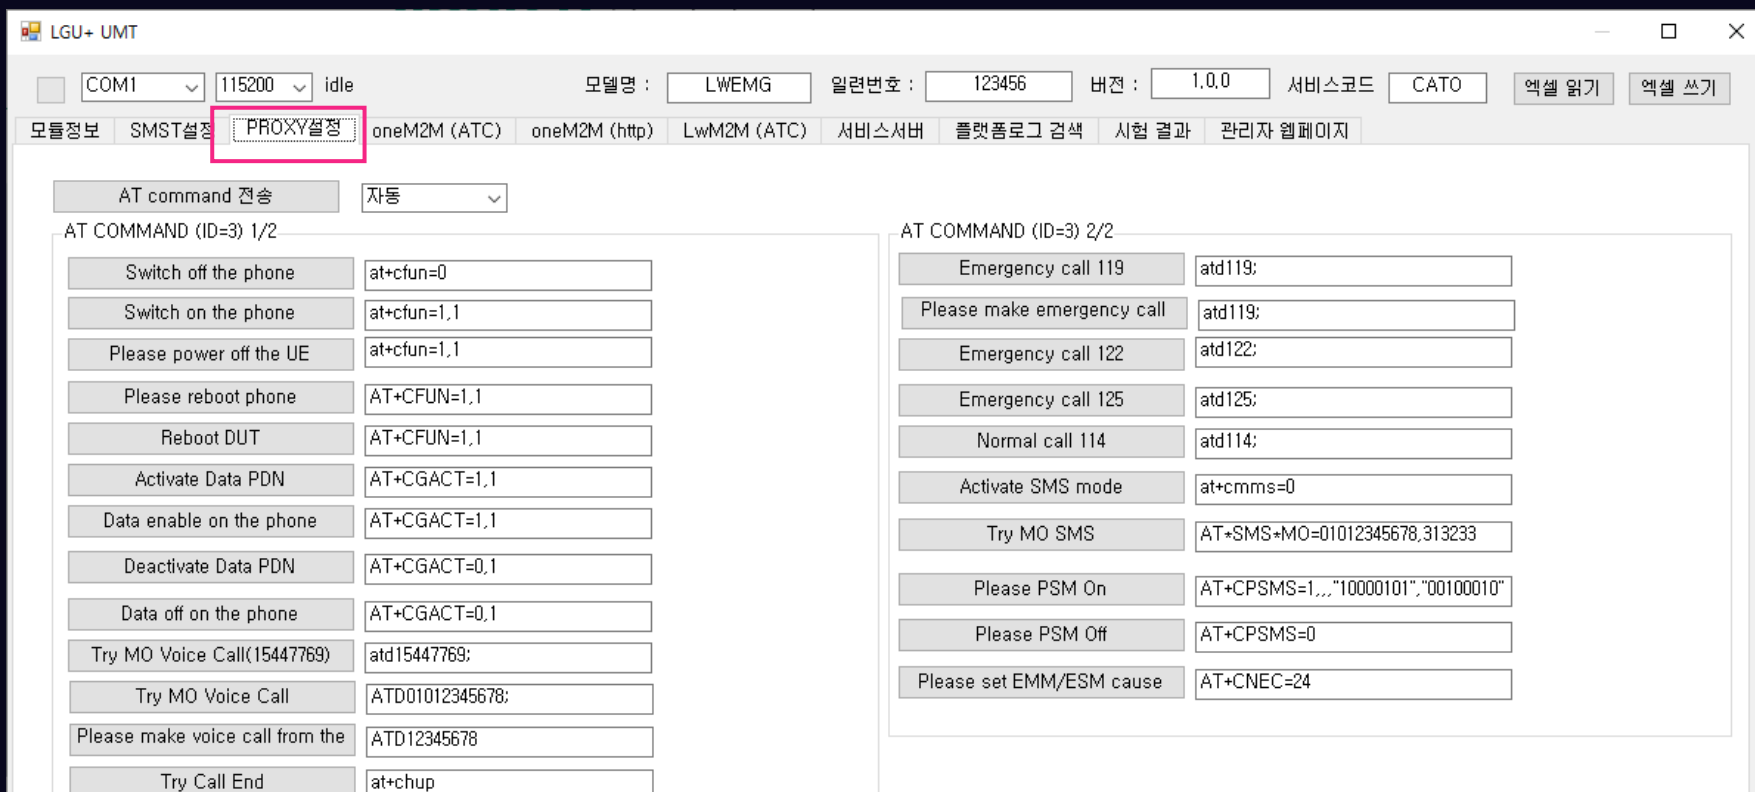 LGU+ UMT
COM1 115200 idle 모델명 : LWEMG 일련번호 : 123456 버전 : 1,0,0 서비스코드 CATO 엑셀 읽기 엑셀 쓰기
모듈정보 SMST설정 PROXY설정 oneM2M (ATC) oneM2M (http) LwM2M (ATC) 서비스서버 플랫폼로그 검색 시험 결과 관리자 웹페이지
AT command 전송 자동
AT COMMAND (ID=3) 1/2
Switch off the phone at+cfun=0
Switch on the phone at+cfun=1,1
Please power off the UE at+cfun=1,1
Please reboot phone AT+CFUN=1,1
Reboot DUT AT+CFUN=1,1
Activate Data PDN AT+CGACT=1,1
Data enable on the phone AT+CGACT=1,1
Deactivate Data PDN AT+CGACT=0,1
Data off on the phone AT+CGACT=0,1
Try MO Voice Call(15447769) atd15447769;
Try MO Voice Call ATD01012345678;
Please make voice call from the ATD12345678
Try Call End at+chup
AT COMMAND (ID=3) 2/2
Emergency call 119 atd119;
Please make emergency call atd119;
Emergency call 122 atd122;
Emergency call 125 atd125;
Normal call 114 atd114;
Activate SMS mode at+cmms=0
Try MO SMS AT*SMS*MO=01012345678,313233
Please PSM On AT+CPSMS=1,,,"10000101","00100010"
Please PSM Off AT+CPSMS=0
Please set EMM/ESM cause AT+CNEC=24